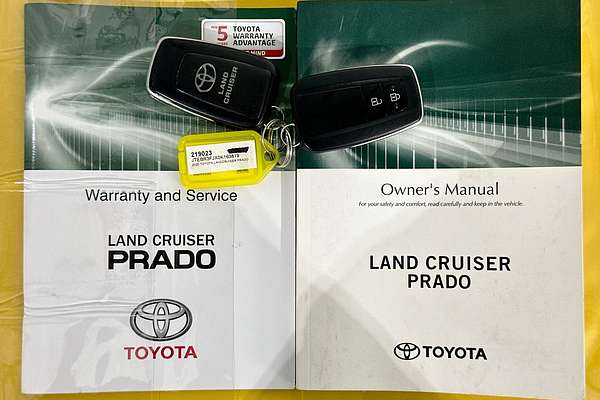 5
TOYOTA
WARRANTY
ADVANTAGE
MIND
LAND
CRUISER
219023
Warranty and Service
LAND CRUISER
PRADO
TOYOTA
Owner's Manual
For your safety and comfort, read carefully and keep in the vehicle.
LAND CRUISER
PRADO
TOYOTA